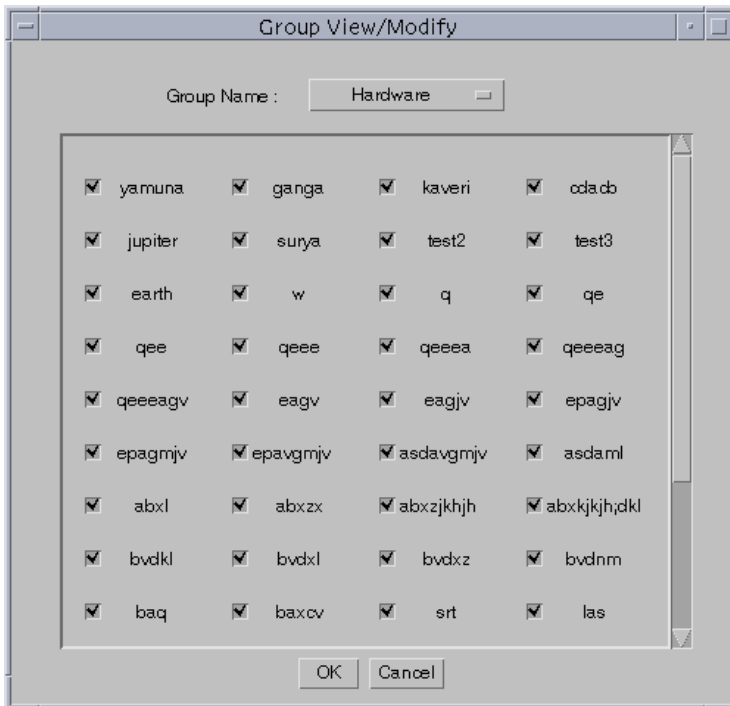 Group View/Modify
Group Name : Hardware
yamuna ganga kaveri cdacb
jupiter surya test2 test3
earth w q qe
qee qeee qeeea qeeeag
qeeeagv eagv eagjv epagjv
epagmjv epavgmjv asdavgmjv asdaml
abxl abxzx abxzjkhjh abxkjkjh;dkl
bvdkl bvdxl bvdxz bvdnm
baq baxcv srt las
OK Cancel